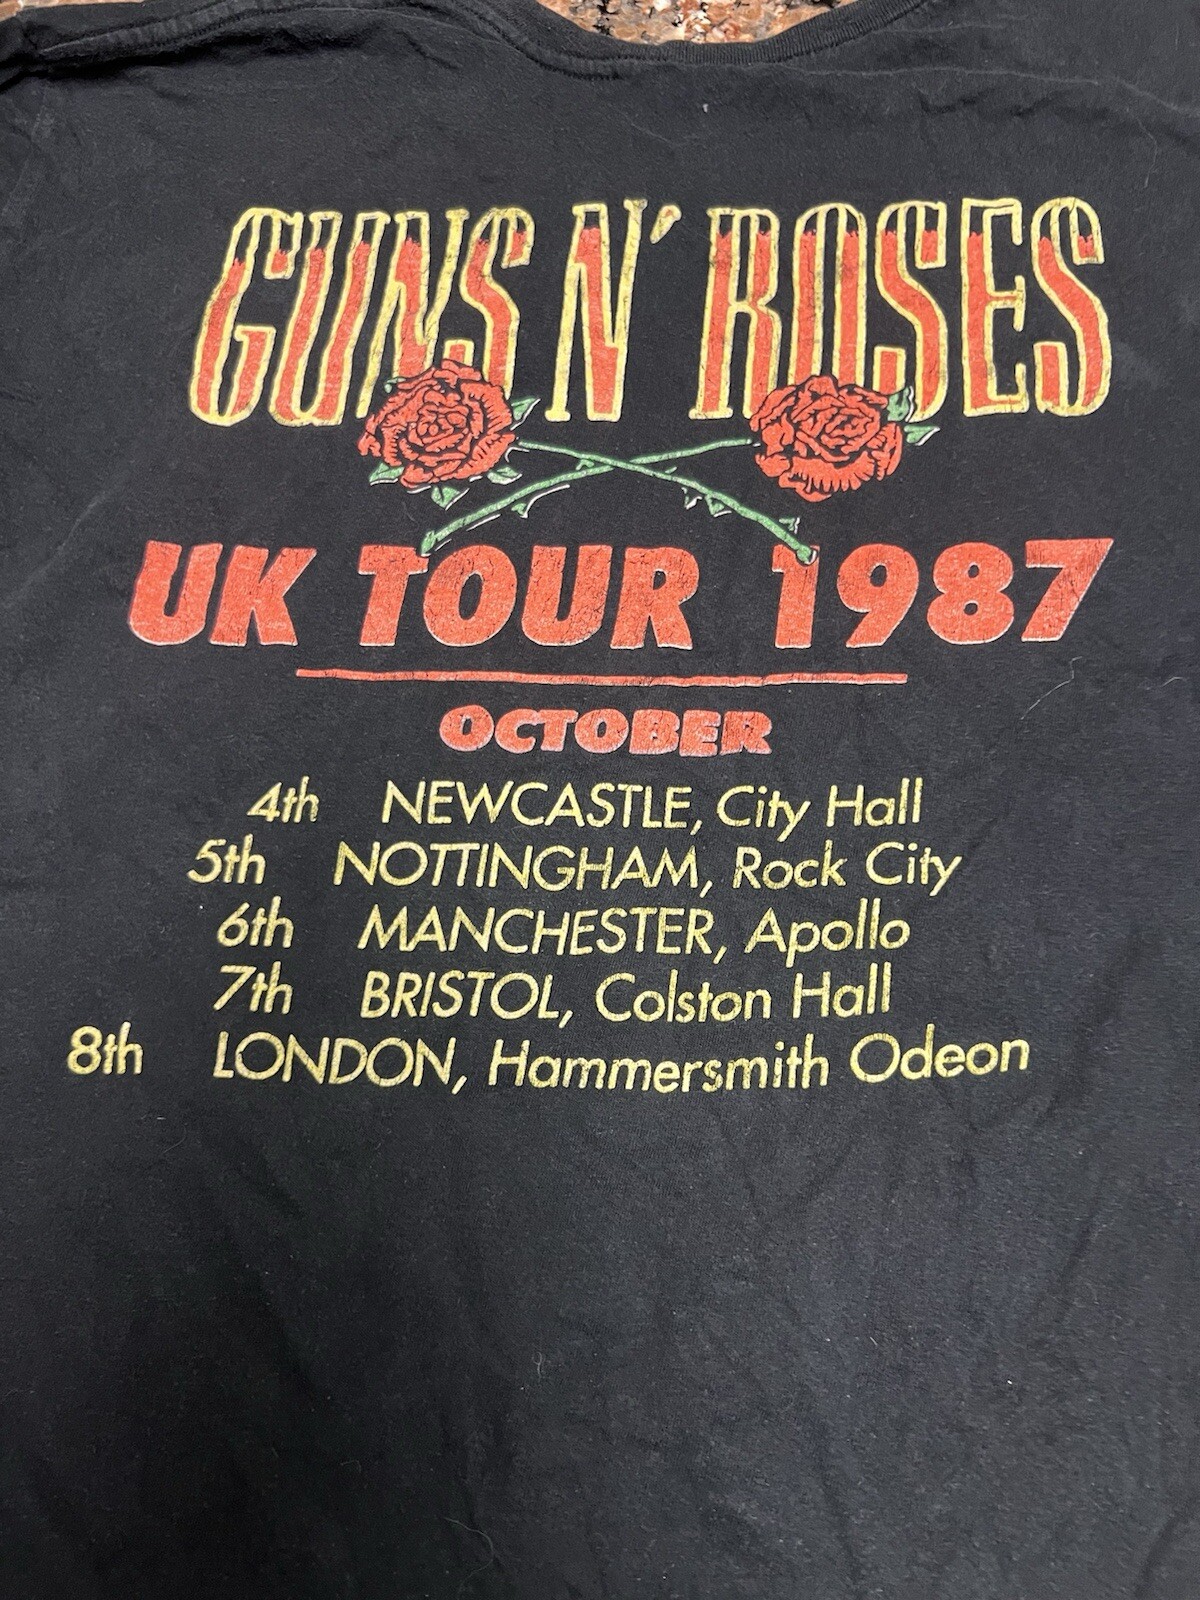 GUNS N' ROSES
UK TOUR 1987
OCTOBER
4th NEWCASTLE, City Hall
5th NOTTINGHAM, Rock City
6th MANCHESTER, Apollo
7th BRISTOL, Colston Hall
8th LONDON, Hammersmith Odeon